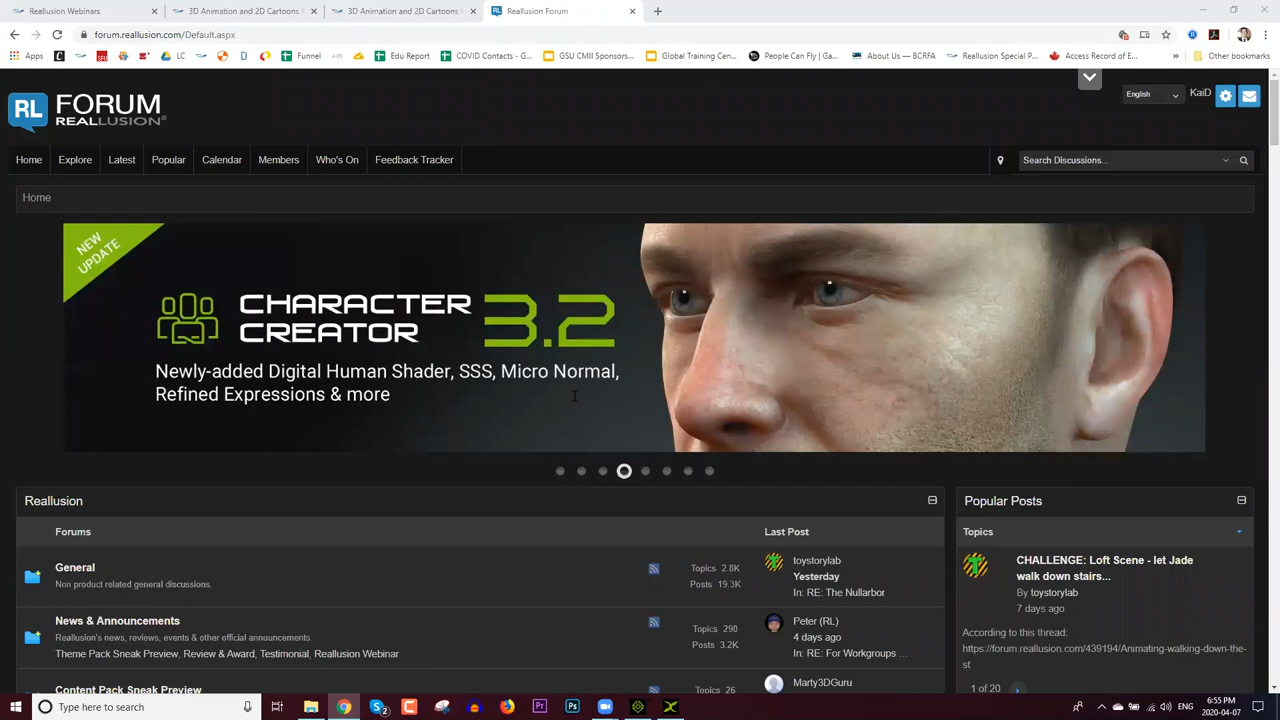 Reallusion Webinars
3D Animation and 2D Cartoons
3D Animation and 2D Cartoons
Reallusion Forum
forum.reallusion.com/Default.aspx
Apps
LC
D
Funnel
Edu Report
COVID Contacts - G...
GSU CMII Sponsors...
Global Training Cen...
People Can Fly | Ga...
About Us — BCRFA
Reallusion Special P...
Access Record of E...
»
Other bookmarks
RL
FORUM
REALLUSION®
English
KaiD
Home
Explore
Latest
Popular
Calendar
Members
Who's On
Feedback Tracker
Search Discussions...
Home
NEW
UPDATE
CHARACTER
CREATOR
3.2
Newly-added Digital Human Shader, SSS, Micro Normal,
Refined Expressions & more
Reallusion
Forums
Last Post
General
Non product related general discussions.
Topics 2.8K
Posts 19.3K
toystorylab
Yesterday
In: RE: The Nullarbor
News & Announcements
Reallusion's news, reviews, events & other official announcements.
Theme Pack Sneak Preview, Review & Award, Testimonial, Reallusion Webinar
Topics 290
Posts 3.2K
Peter (RL)
4 days ago
In: RE: For Workgroups ...
Content Pack Sneak Preview
Topics 26
Marty3DGuru
Popular Posts
Topics
CHALLENGE: Loft Scene - let Jade
walk down stairs...
By toystorylab
7 days ago
According to this thread:
https://forum.reallusion.com/439194/Animating-walking-down-the-
st
1 of 20
Type here to search
ENG
6:55 PM
2020-04-07